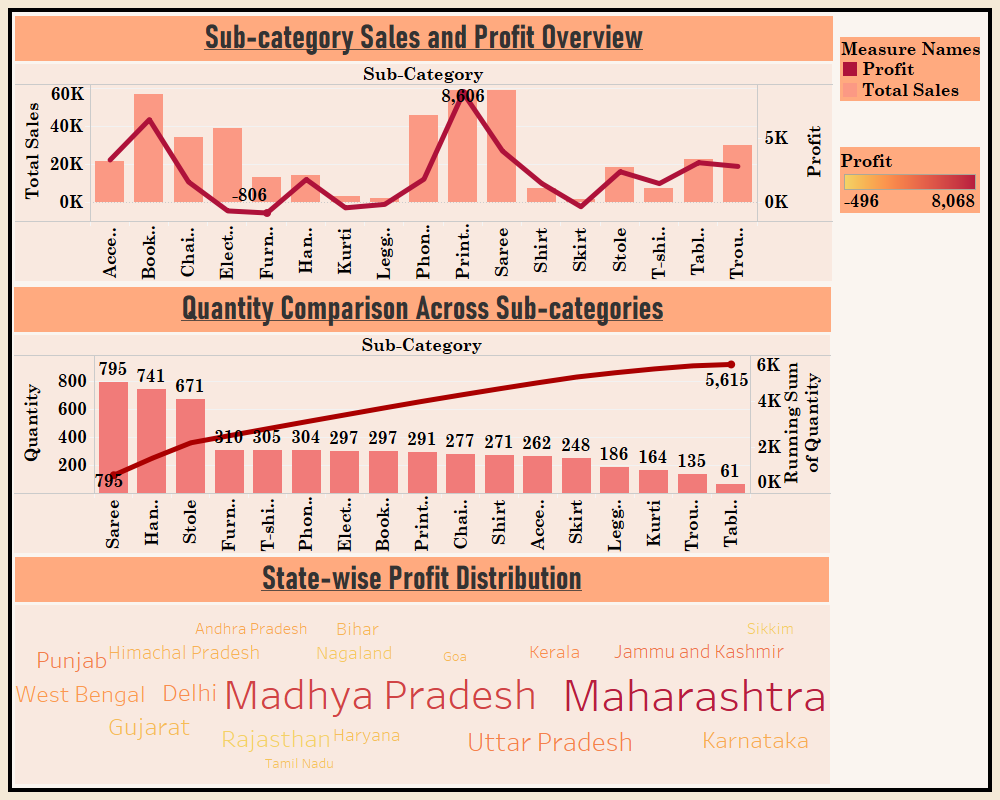 Sub-category Sales and Profit Overview
Sub-Category
Total Sales
60K
40K
20K
0K
8,606
-806
5K
0K
Profit
Acce..
Book..
Chai..
Elect..
Furn..
Han..
Kurti
Legg..
Phon..
Print..
Saree
Shirt
Skirt
Stole
T-shi..
Tabl..
Trou..
Measure Names
Profit
Total Sales
Profit
-496 8,068
Quantity Comparison Across Sub-categories
Sub-Category
Quantity
800
600
400
200
795 741 671 310 305 304 297 297 291 277 271 262 248 186 164 135 61
795
5,615
6K
4K
2K
0K
Running Sum
of Quantity
Saree
Han..
Stole
Furn..
T-shi..
Phon..
Elect..
Book..
Print..
Chai..
Shirt
Acce..
Skirt
Legg..
Kurti
Trou..
Tabl..
State-wise Profit Distribution
Andhra Pradesh Bihar Sikkim
Punjab Himachal Pradesh Nagaland Goa Kerala Jammu and Kashmir
West Bengal Delhi Madhya Pradesh Maharashtra
Gujarat Rajasthan Haryana Uttar Pradesh Karnataka
Tamil Nadu